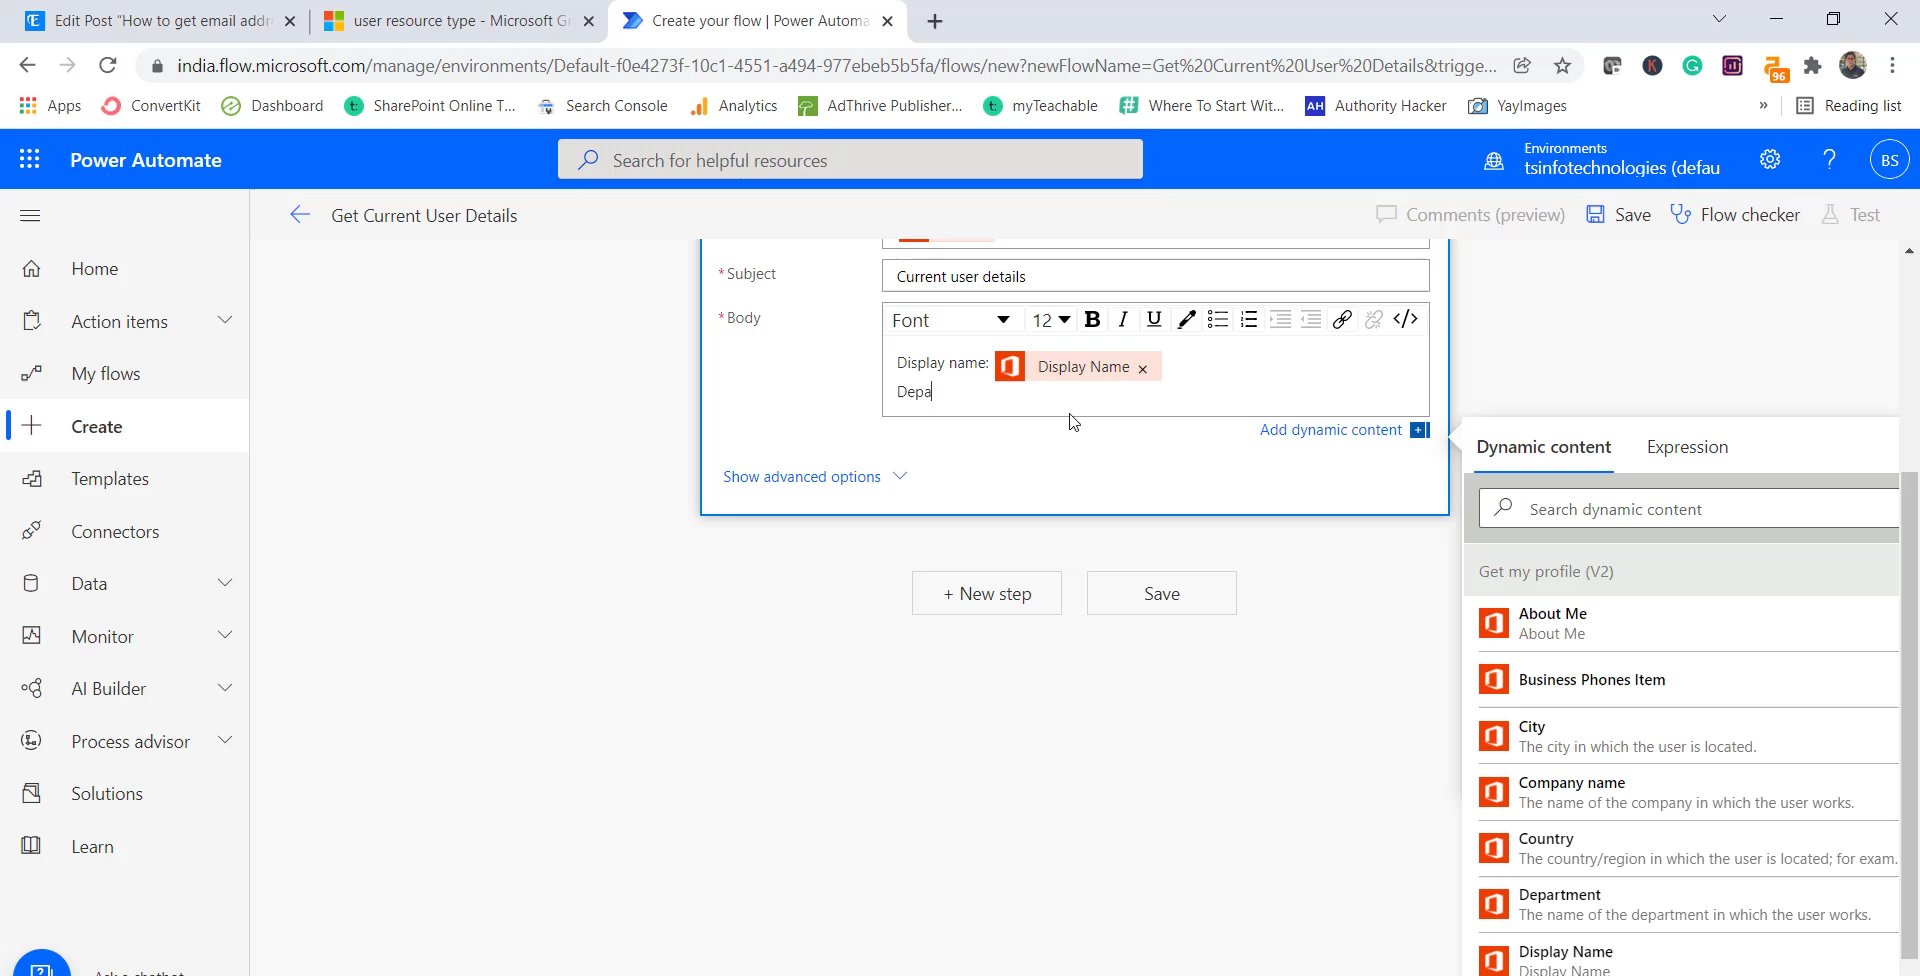 Edit Post “How to get email addr
user resource type - Microsoft G
Create your flow | Power Automa
india.flow.microsoft.com/manage/environments/Default-f0e4273f-10c1-4551-a494-977ebeb5b5fa/flows/new?newFlowName=Get%20Current%20User%20Details&trigge...
96
Apps
ConvertKit
Dashboard
SharePoint Online T...
Search Console
Analytics
AdThrive Publisher...
myTeachable
Where To Start Wit...
AH
Authority Hacker
YayImages
»
Reading list
Power Automate
Search for helpful resources
Environments
tsinfotechnologies (defau
?
BS
Get Current User Details
Comments (preview)
Save
Flow checker
Test
Home
Action items
My flows
Create
Templates
Connectors
Data
Monitor
AI Builder
Process advisor
Solutions
Learn
* Subject
Current user details
* Body
Font
12
B
I
U
</>
Display name: Display Name ×
Depa
Add dynamic content +
Show advanced options
+ New step
Save
Dynamic content
Expression
Search dynamic content
Get my profile (V2)
About Me
About Me
Business Phones Item
City
The city in which the user is located.
Company name
The name of the company in which the user works.
Country
The country/region in which the user is located; for exam.
Department
The name of the department in which the user works.
Display Name
Display Name